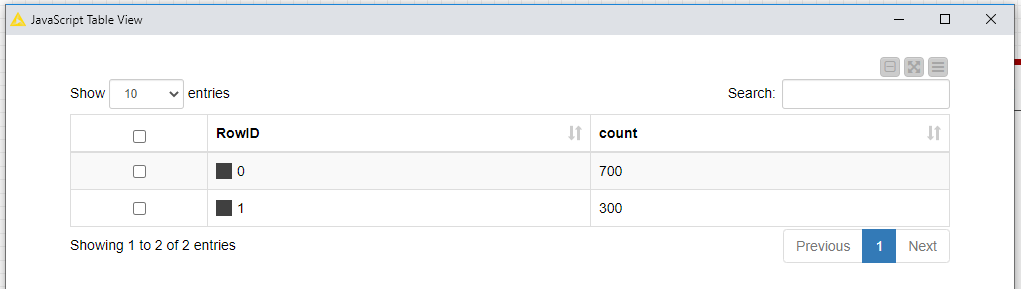 JavaScript Table View
Show 10 entries Search:
RowID count
0 700
1 300
Showing 1 to 2 of 2 entries Previous 1 Next